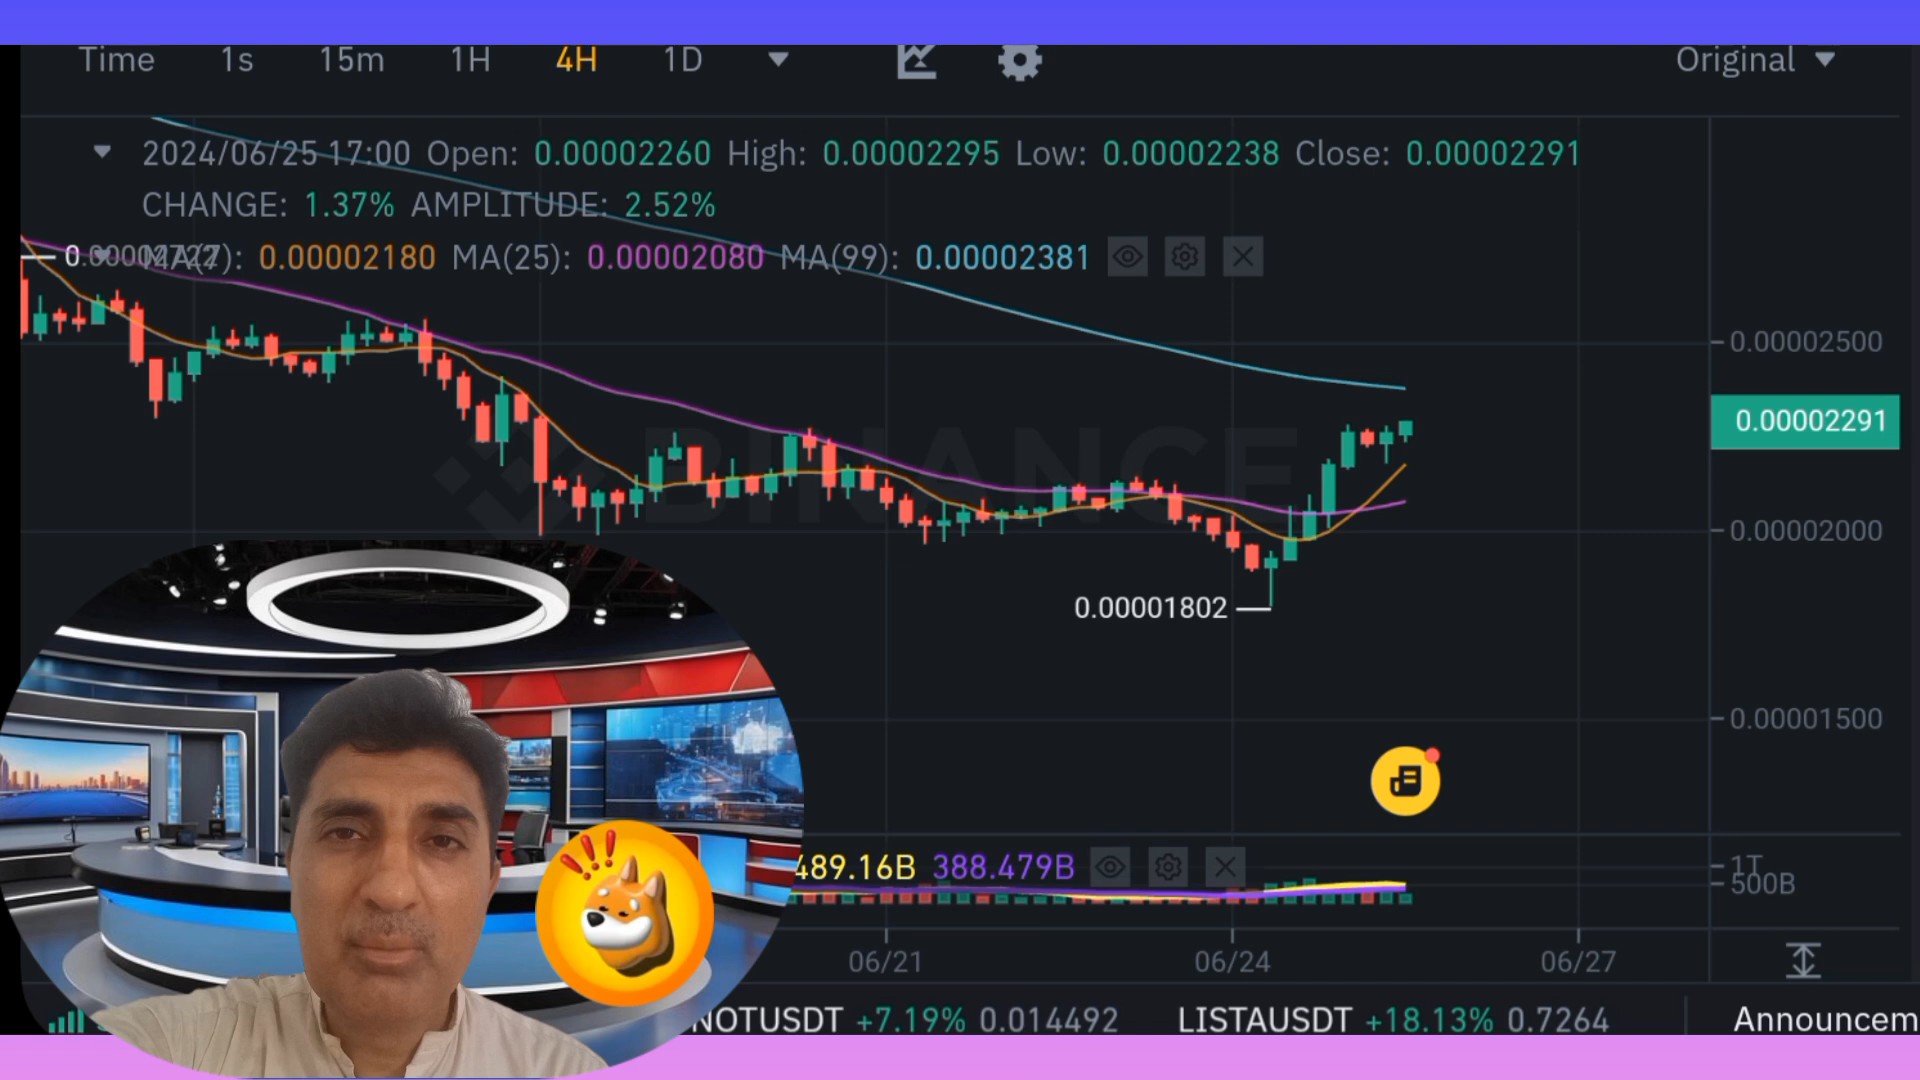 Time 1s 15m 1H 4H 1D Original
2024/06/25 17:00 Open: 0.00002260 High: 0.00002295 Low: 0.00002238 Close: 0.00002291
CHANGE: 1.37% AMPLITUDE: 2.52%
0.00002727 MA(7): 0.00002180 MA(25): 0.00002080 MA(99): 0.00002381
0.00002500
0.00002291
BINANCE
0.00002000
0.00001802
0.00001500
489.16B 388.479B
1T
500B
06/21 06/24 06/27
NOTUSDT +7.19% 0.014492 LISTAUSDT +18.13% 0.7264 Announcem